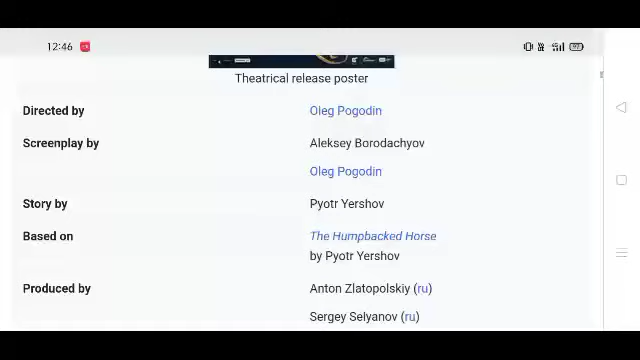 12:46
Theatrical release poster
Directed by
Oleg Pogodin
Screenplay by
Aleksey Borodachyov
Oleg Pogodin
Story by
Pyotr Yershov
Based on
The Humpbacked Horse
by Pyotr Yershov
Produced by
Anton Zlatopolskiy (ru)
Sergey Selyanov (ru)